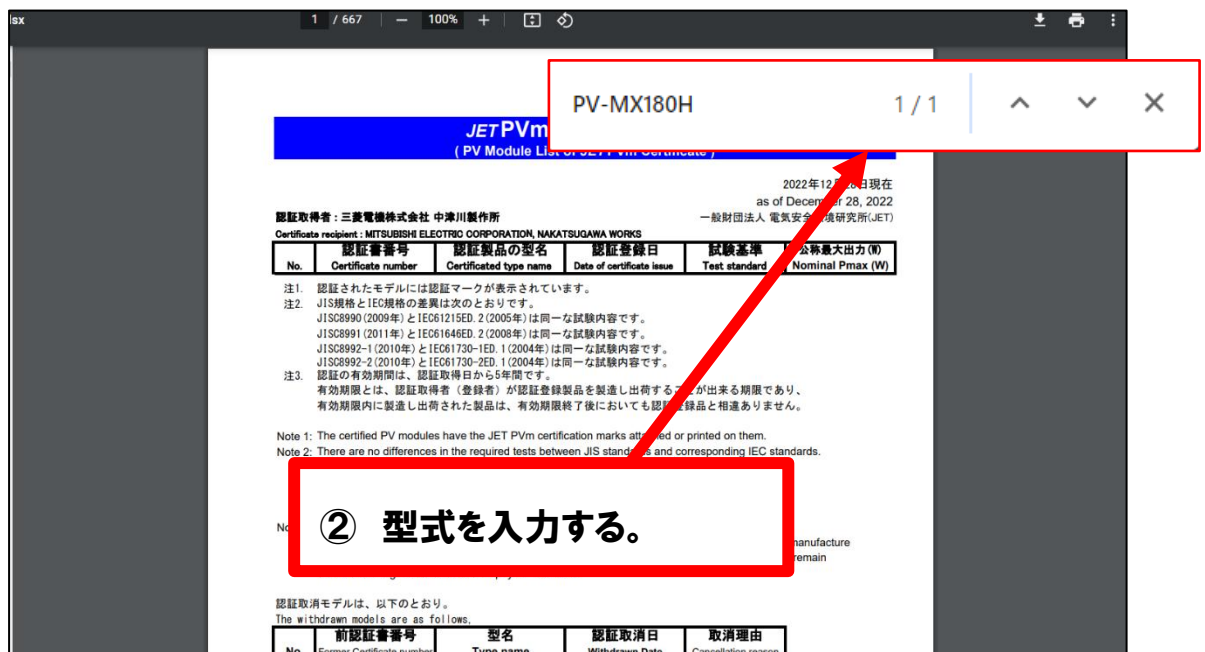 lsx
1 / 667 — 100% +
PV-MX180H 1 / 1
JET PVm
( PV Module List of JET PVm Certificate )
2022年12月28日現在
as of December 28, 2022
認証取得者：三菱電機株式会社 中津川製作所 一般財団法人 電気安全環境研究所(JET)
Certificate recipient : MITSUBISHI ELECTRIC CORPORATION, NAKATSUGAWA WORKS
認証書番号 認証製品の型名 認証登録日 試験基準 公称最大出力(W)
No. Certificate number Certificated type name Date of certificate issue Test standard Nominal Pmax (W)
注1. 認証されたモデルには認証マークが表示されています。
注2. JIS規格とIEC規格の差異は次のとおりです。
JISC8990(2009年)とIEC61215ED.2(2005年)は同一な試験内容です。
JISC8991(2011年)とIEC61646ED.2(2008年)は同一な試験内容です。
JISC8992-1(2010年)とIEC61730-1ED.1(2004年)は同一な試験内容です。
JISC8992-2(2010年)とIEC61730-2ED.1(2004年)は同一な試験内容です。
注3. 認証の有効期間は、認証取得日から5年間です。
有効期限とは、認証取得者（登録者）が認証登録製品を製造し出荷することが出来る期限であり、
有効期限内に製造し出荷された製品は、有効期限終了後においても認証登録品と相違ありません。
Note 1: The certified PV modules have the JET PVm certification marks attached or printed on them.
Note 2: There are no differences in the required tests between JIS standards and corresponding IEC standards.
② 型式を入力する。
No
manufacture
remain
認証取消モデルは、以下のとおり。
The withdrawn models are as follows,
前認証書番号 型名 認証取消日 取消理由
No. Former Certificate number Type name Withdrawn Date Cancellation reason